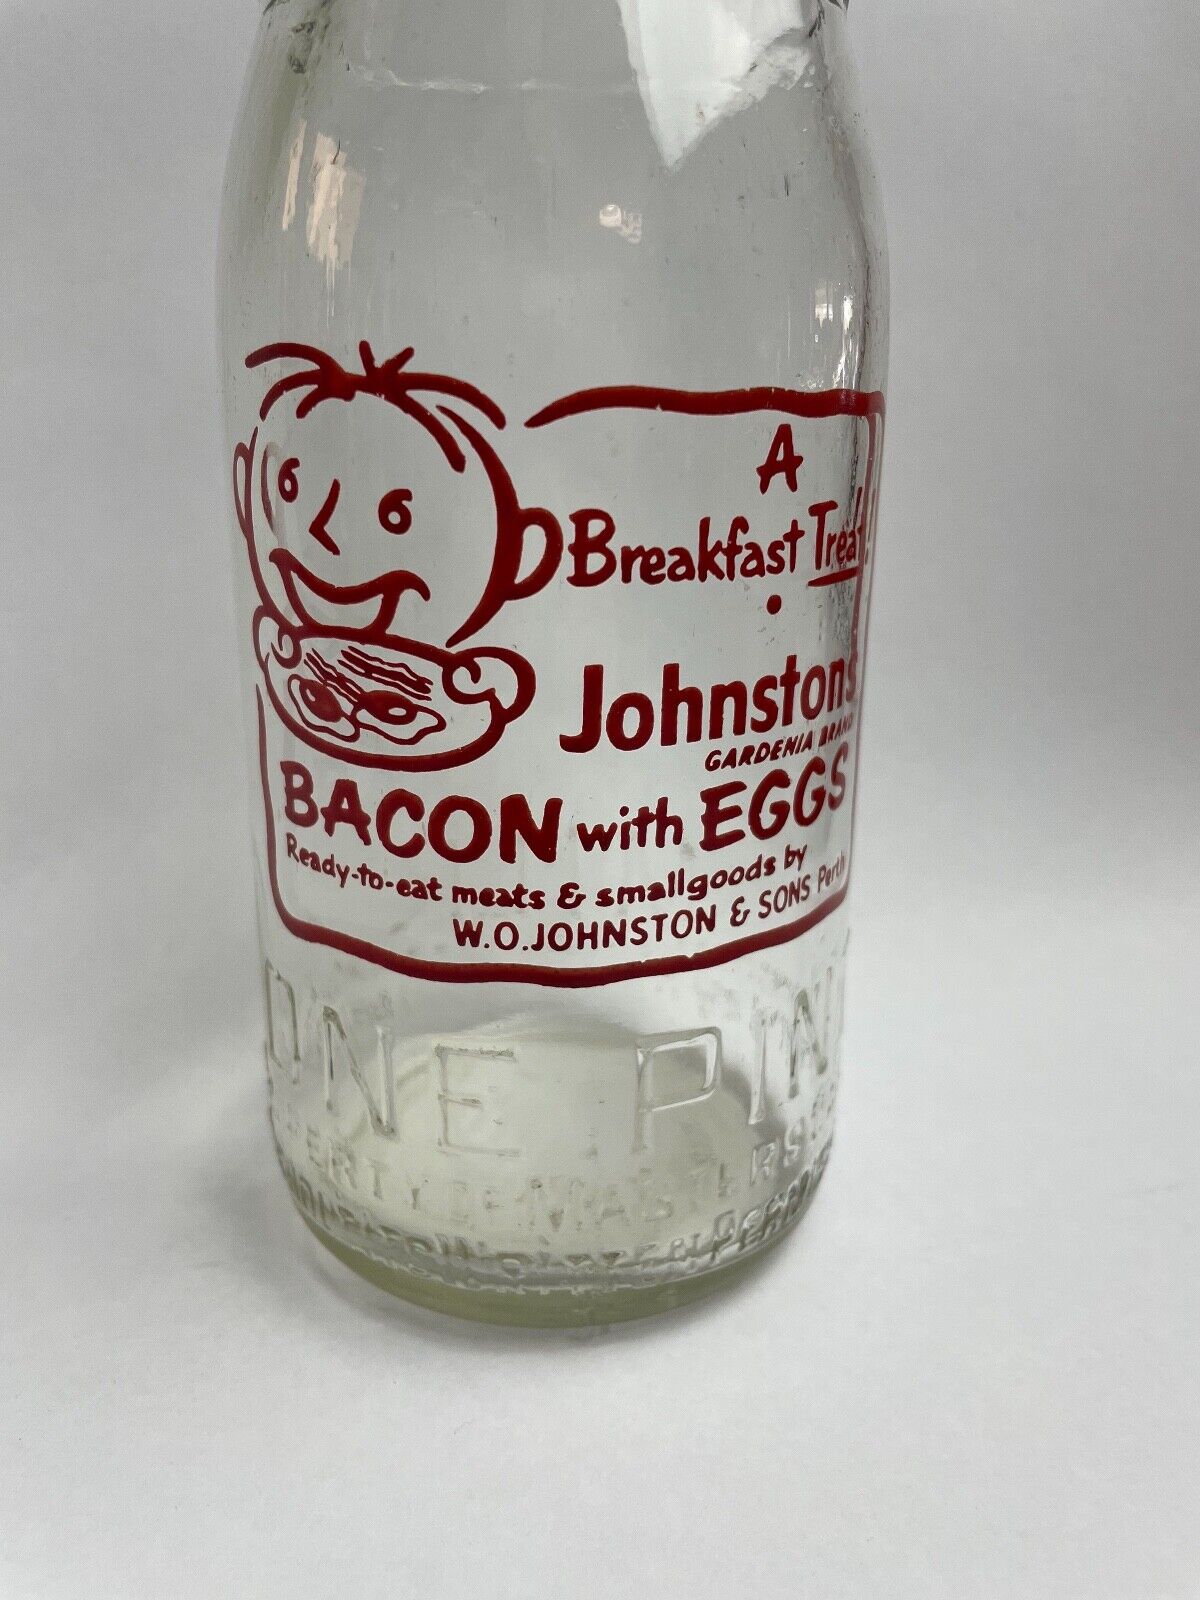 A
Breakfast Treat!
Johnstons
GARDENIA BRAND
BACON with EGGS
Ready-to-eat meats & smallgoods by
W.O.JOHNSTON & SONS Perth
ONE PINT